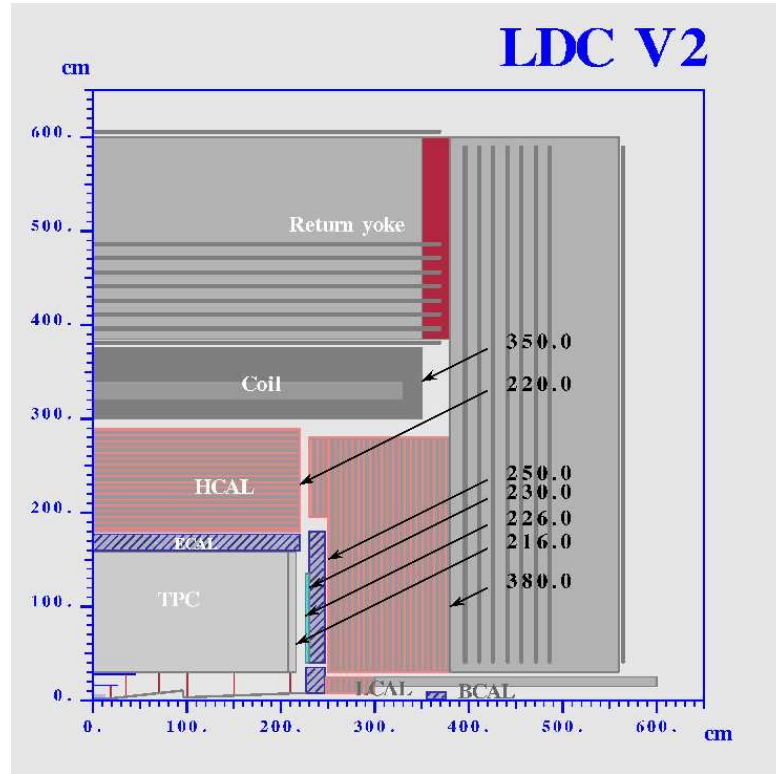 LDC V2
cm
600.
500.
Return yoke
400.
350.0
Coil
220.0
300.
250.0
HCAL
230.0
200.
226.0
ECAL
216.0
TPC
380.0
100.
LCAL
BCAL
0.
0. 100. 200. 300. 400. 500. 600.
cm